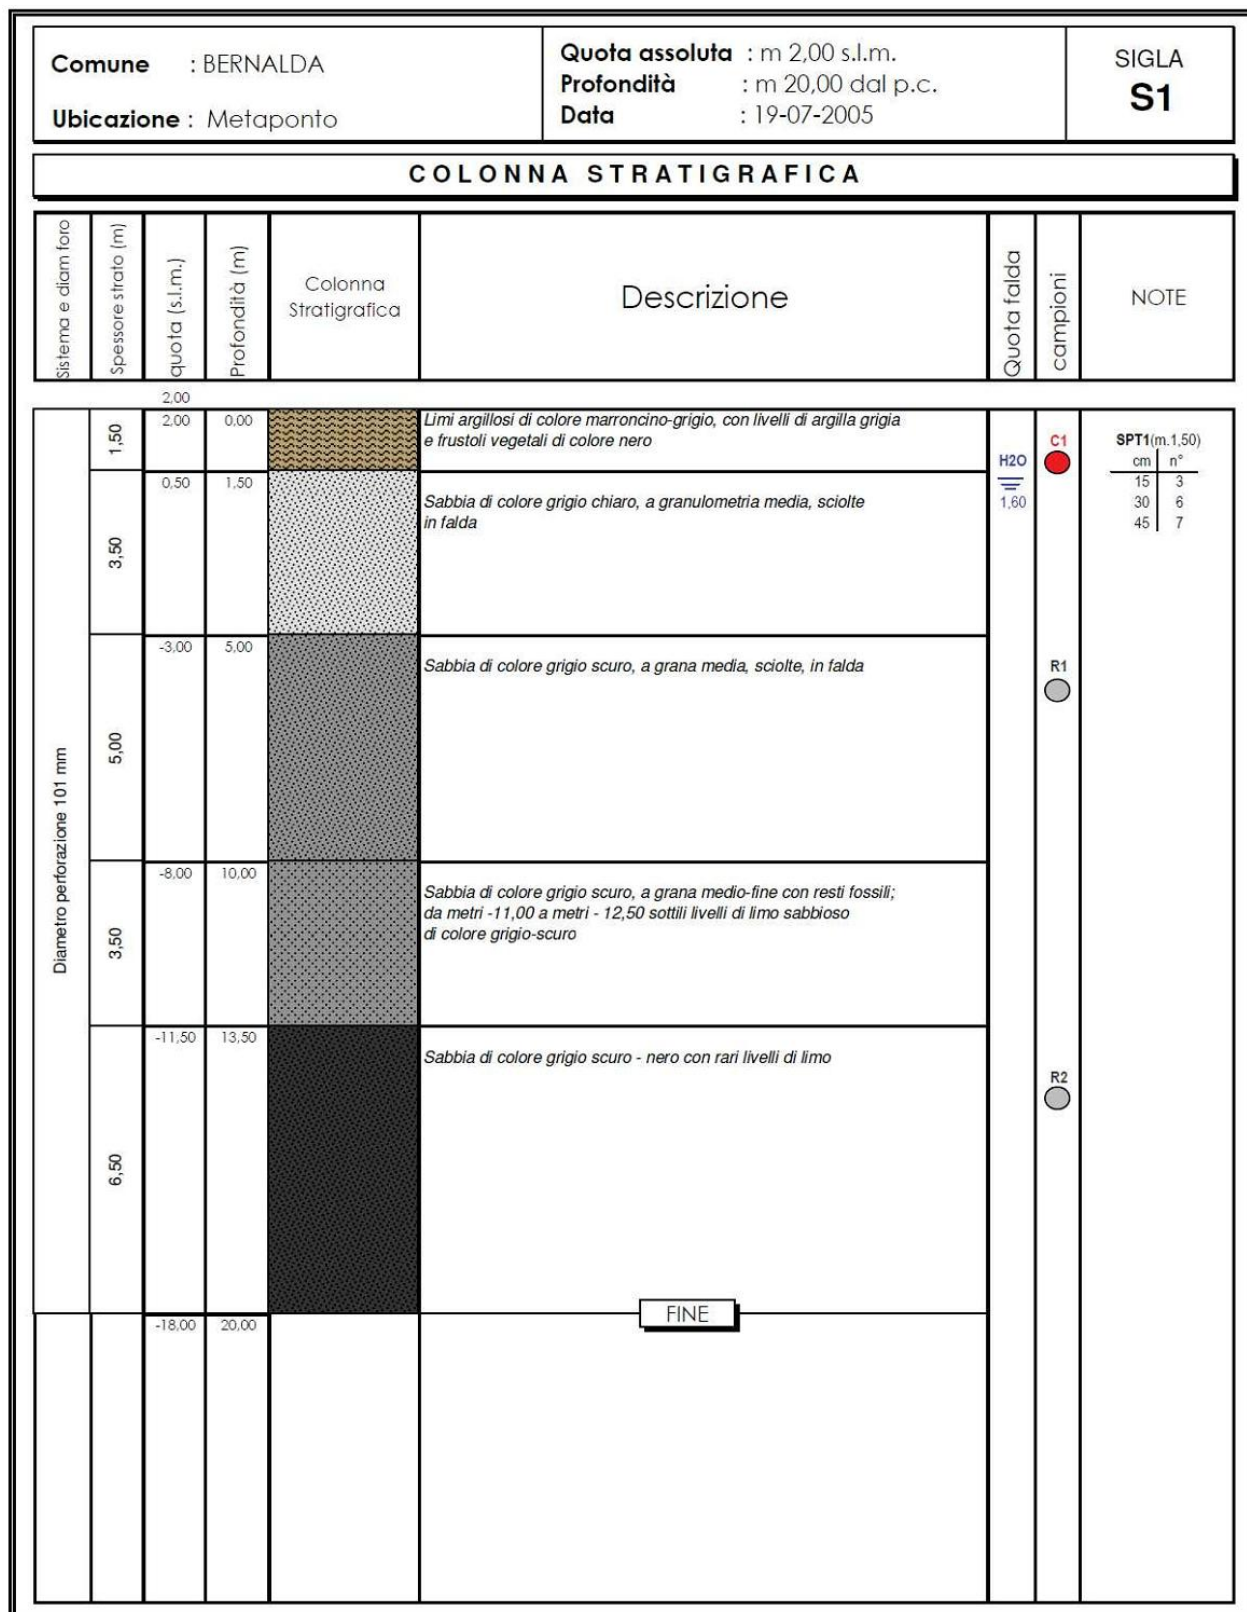 Comune : BERNALDA
Ubicazione : Metaponto
Quota assoluta : m 2,00 s.l.m.
Profondità : m 20,00 dal p.c.
Data : 19-07-2005
SIGLA
S1
COLONNA STRATIGRAFICA
Sistema e diam foro
Spessore strato (m)
quota (s.l.m.)
Profondità (m)
Colonna
Stratigrafica
Descrizione
Quota falda
campioni
NOTE
2,00
Diametro perforazione 101 mm
1,50
2,00 0,00
Limi argillosi di colore marroncino-grigio, con livelli di argilla grigia
e frustoli vegetali di colore nero
H2O
1,60
C1
SPT1(m.1,50)
cm n°
15 3
30 6
45 7
3,50
0,50 1,50
Sabbia di colore grigio chiaro, a granulometria media, sciolte
in falda
5,00
-3,00 5,00
Sabbia di colore grigio scuro, a grana media, sciolte, in falda
R1
3,50
-8,00 10,00
Sabbia di colore grigio scuro, a grana medio-fine con resti fossili;
da metri -11,00 a metri - 12,50 sottili livelli di limo sabbioso
di colore grigio-scuro
6,50
-11,50 13,50
Sabbia di colore grigio scuro - nero con rari livelli di limo
R2
-18,00 20,00
FINE